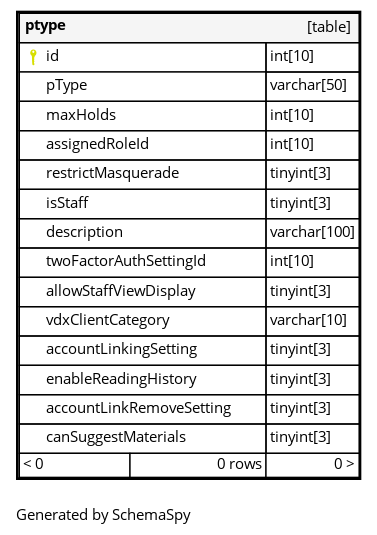 ptype [table]
id int[10]
pType varchar[50]
maxHolds int[10]
assignedRoleId int[10]
restrictMasquerade tinyint[3]
isStaff tinyint[3]
description varchar[100]
twoFactorAuthSettingId int[10]
allowStaffViewDisplay tinyint[3]
vdxClientCategory varchar[10]
accountLinkingSetting tinyint[3]
enableReadingHistory tinyint[3]
accountLinkRemoveSetting tinyint[3]
canSuggestMaterials tinyint[3]
< 0 0 rows 0 >
Generated by SchemaSpy